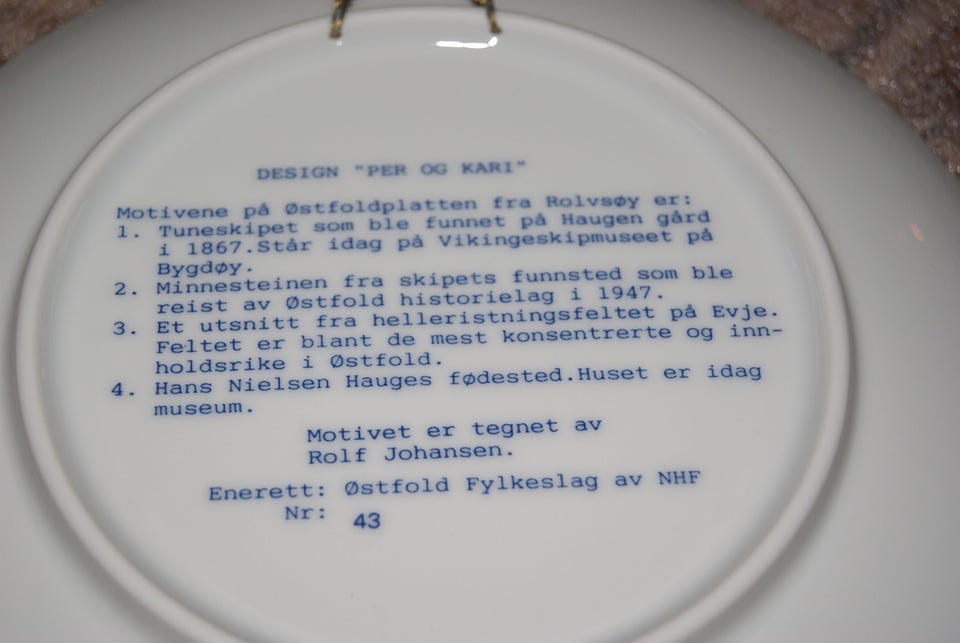 DESIGN "PER OG KARI"
Motivene på Østfoldplatten fra Rolvsøy er:
1. Tuneskipet som ble funnet på Haugen gård
i 1867.Står idag på Vikingeskipmuseet på
Bygdøy.
2. Minnesteinen fra skipets funnsted som ble
reist av Østfold historielag i 1947.
3. Et utsnitt fra helleristningsfeltet på Evje.
Feltet er blant de mest konsentrerte og inn-
holdsrike i Østfold.
4. Hans Nielsen Hauges fødested.Huset er idag
museum.
Motivet er tegnet av
Rolf Johansen.
Enerett: Østfold Fylkeslag av NHF
Nr: 43